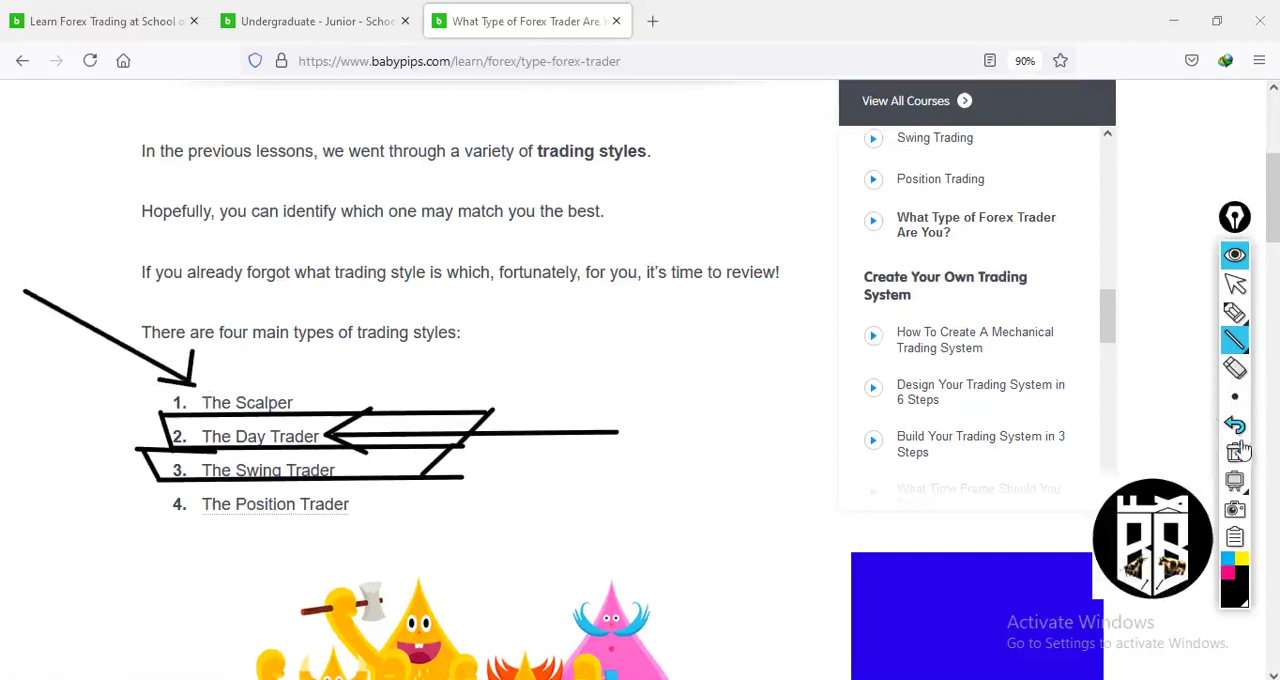 Learn Forex Trading at School o
Undergraduate - Junior - Schoo
What Type of Forex Trader Are Y
https://www.babypips.com/learn/forex/type-forex-trader
90%
In the previous lessons, we went through a variety of trading styles.
Hopefully, you can identify which one may match you the best.
If you already forgot what trading style is which, fortunately, for you, it's time to review!
There are four main types of trading styles:
1. The Scalper
2. The Day Trader
3. The Swing Trader
4. The Position Trader
View All Courses
Swing Trading
Position Trading
What Type of Forex Trader
Are You?
Create Your Own Trading
System
How To Create A Mechanical
Trading System
Design Your Trading System in
6 Steps
Build Your Trading System in 3
Steps
What Time Frame Should You
BB
Activate Windows
Go to Settings to activate Windows.